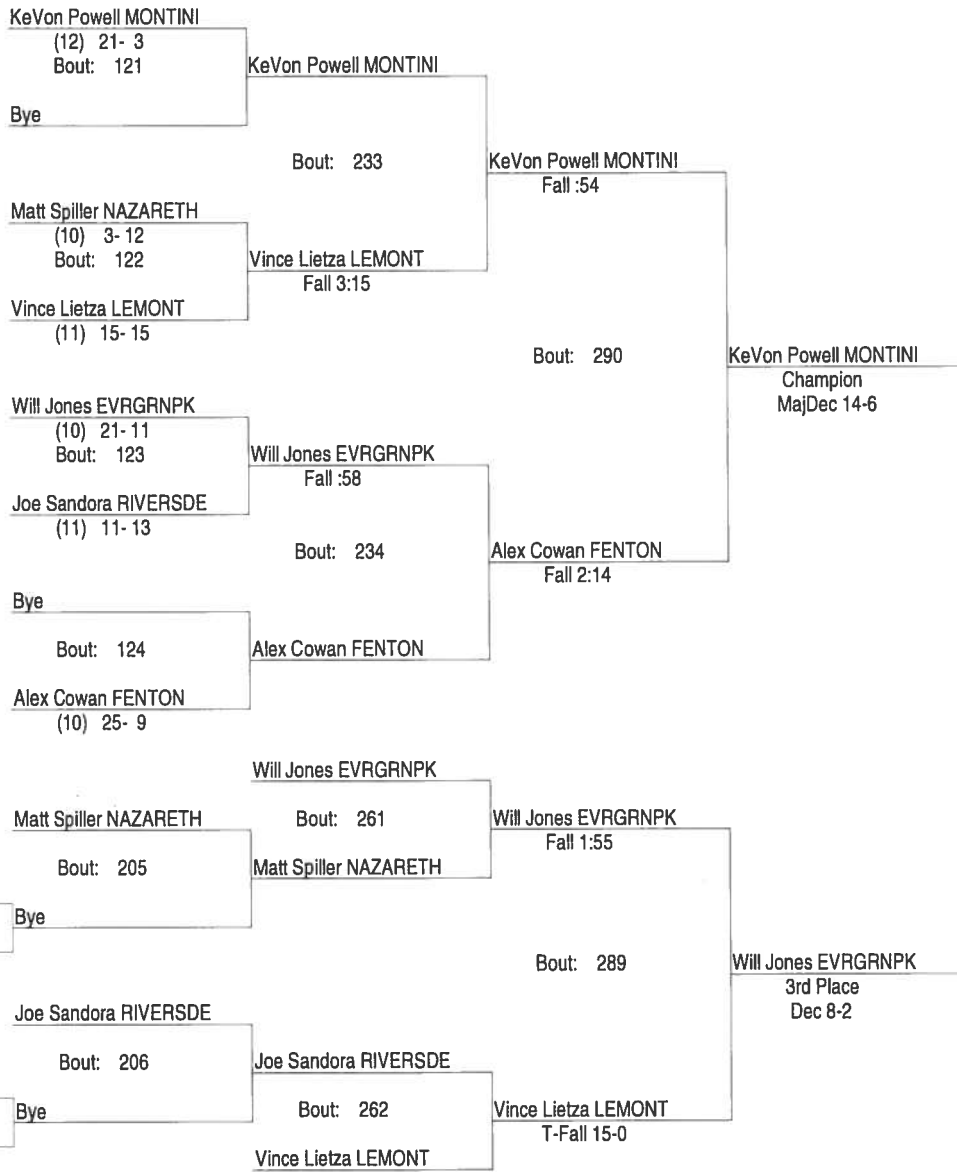 KeVon Powell MONTINI
(12) 21- 3
Bout: 121
KeVon Powell MONTINI
Bye
Bout: 233
KeVon Powell MONTINI
Fall :54
Matt Spiller NAZARETH
(10) 3- 12
Bout: 122
Vince Lietza LEMONT
Fall 3:15
Vince Lietza LEMONT
(11) 15- 15
Bout: 290
KeVon Powell MONTINI
Champion
MajDec 14-6
Will Jones EVRGRNPK
(10) 21- 11
Bout: 123
Will Jones EVRGRNPK
Fall :58
Joe Sandora RIVERSDE
(11) 11- 13
Bout: 234
Alex Cowan FENTON
Fall 2:14
Bye
Bout: 124
Alex Cowan FENTON
Alex Cowan FENTON
(10) 25- 9
Will Jones EVRGRNPK
Matt Spiller NAZARETH
Bout: 261
Will Jones EVRGRNPK
Fall 1:55
Bout: 205
Matt Spiller NAZARETH
Bye
Bout: 289
Will Jones EVRGRNPK
3rd Place
Dec 8-2
Joe Sandora RIVERSDE
Bout: 206
Joe Sandora RIVERSDE
Bye
Bout: 262
Vince Lietza LEMONT
T-Fall 15-0
Vince Lietza LEMONT